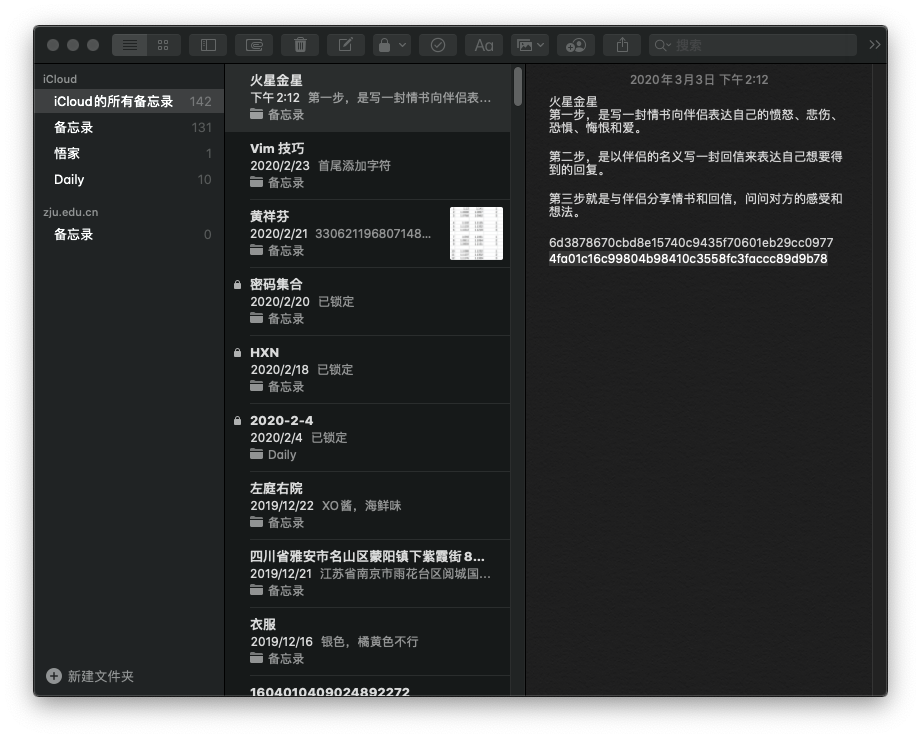 Aa
搜索
iCloud
iCloud的所有备忘录 142
备忘录 131
悟家 1
Daily 10
zju.edu.cn
备忘录 0
新建文件夹
火星金星
下午 2:12 第一步，是写一封情书向伴侣表达…
备忘录
Vim 技巧
2020/2/23 首尾添加字符
备忘录
黄祥芬
2020/2/21 330621196807148…
备忘录
密码集合
2020/2/20 已锁定
备忘录
HXN
2020/2/18 已锁定
备忘录
2020-2-4
2020/2/4 已锁定
Daily
左庭右院
2019/12/22 XO 酱，海鲜味
备忘录
四川省雅安市名山区蒙阳镇下紫霞街 8…
2019/12/21 江苏省南京市雨花台区阅城国…
备忘录
衣服
2019/12/16 银色，橘黄色不行
备忘录
1604010409024892272
2020年3月3日 下午2:12
火星金星
第一步，是写一封情书向伴侣表达自己的愤怒、悲伤、
恐惧、悔恨和爱。
第二步，是以伴侣的名义写一封回信来表达自己想要得
到的回复。
第三步就是与伴侣分享情书和回信，问问对方的感受和
想法。
6d3878670cbd8e15740c9435f70601eb29cc0977
4fa01c16c99804b98410c3558fc3faccc89d9b78